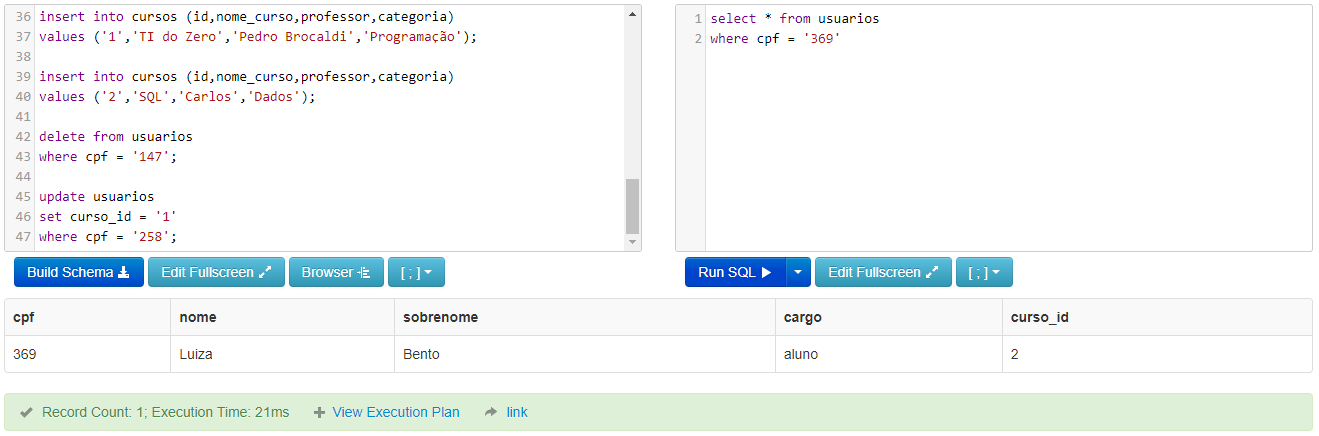 36 insert into cursos (id,nome_curso,professor,categoria)
37 values ('1','TI do Zero','Pedro Brocaldi','Programação');
38
39 insert into cursos (id,nome_curso,professor,categoria)
40 values ('2','SQL','Carlos','Dados');
41
42 delete from usuarios
43 where cpf = '147';
44
45 update usuarios
46 set curso_id = '1'
47 where cpf = '258';
1 select * from usuarios
2 where cpf = '369'
Build Schema Edit Fullscreen Browser [ ; ]
Run SQL Edit Fullscreen [ ; ]
cpf nome sobrenome cargo curso_id
369 Luiza Bento aluno 2
Record Count: 1; Execution Time: 21ms View Execution Plan link